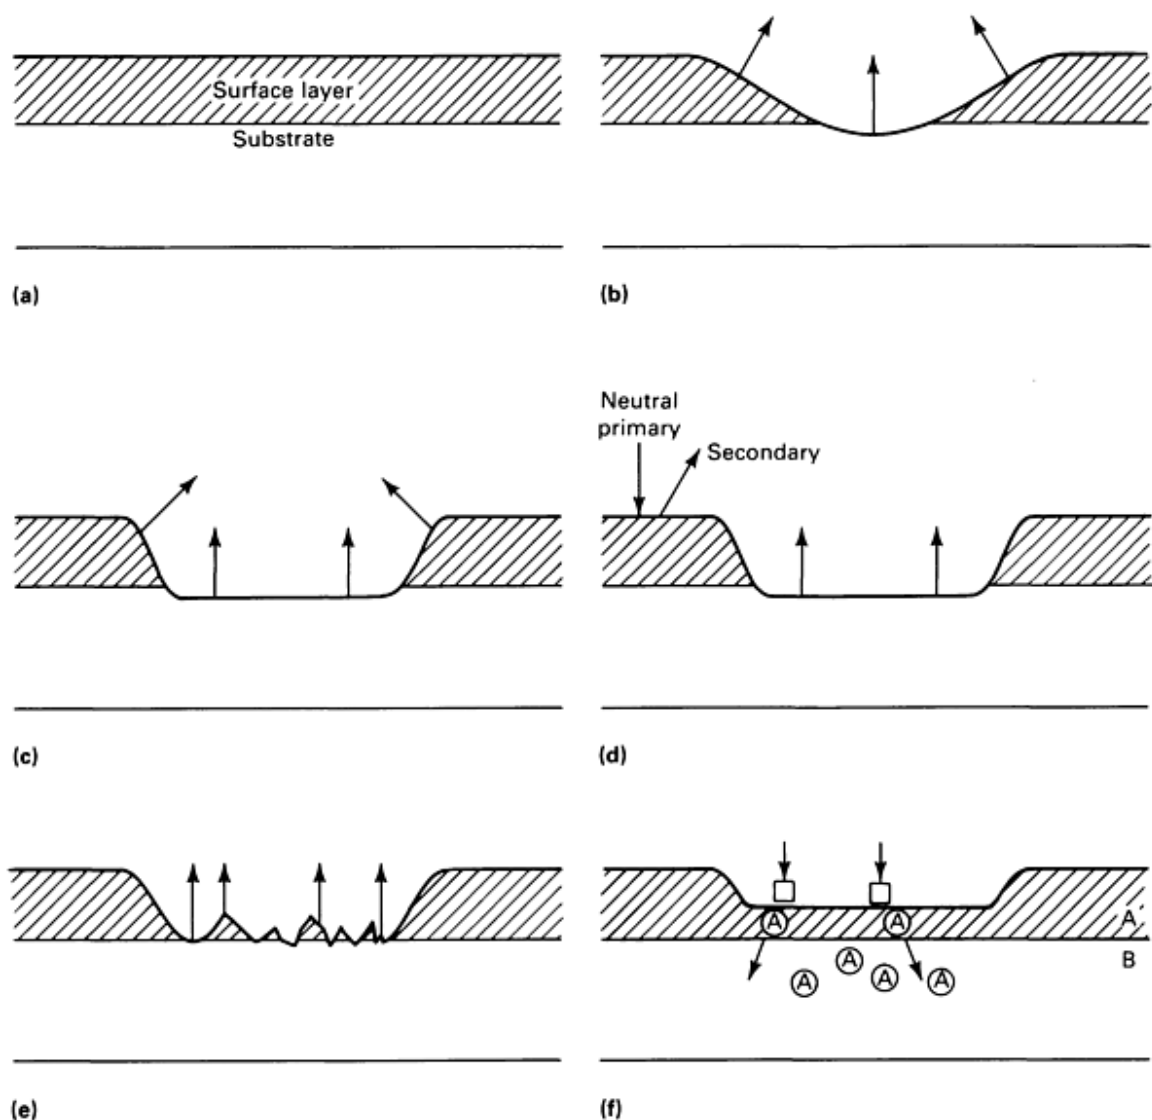 Surface layer
Substrate
(a)
(b)
(c)
Neutral
primary
Secondary
(d)
(e)
A
A
A
B
A
A
A
(f)